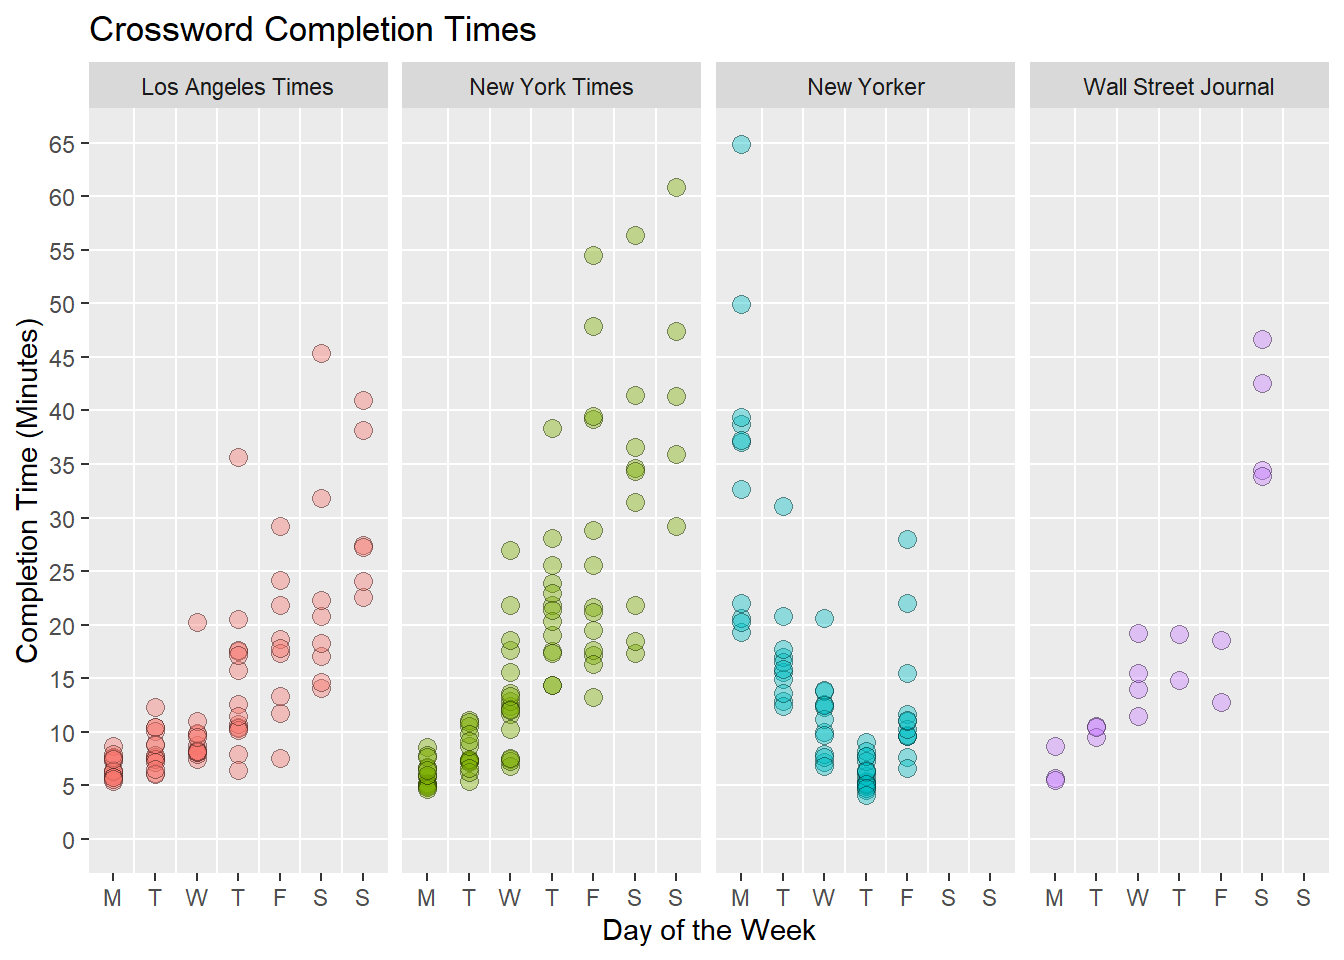 Crossword Completion Times
Los Angeles Times
New York Times
New Yorker
Wall Street Journal
Completion Time (Minutes)
65
60
55
50
45
40
35
30
25
20
15
10
5
0
M T W T F S S
M T W T F S S
M T W T F S S
M T W T F S S
Day of the Week